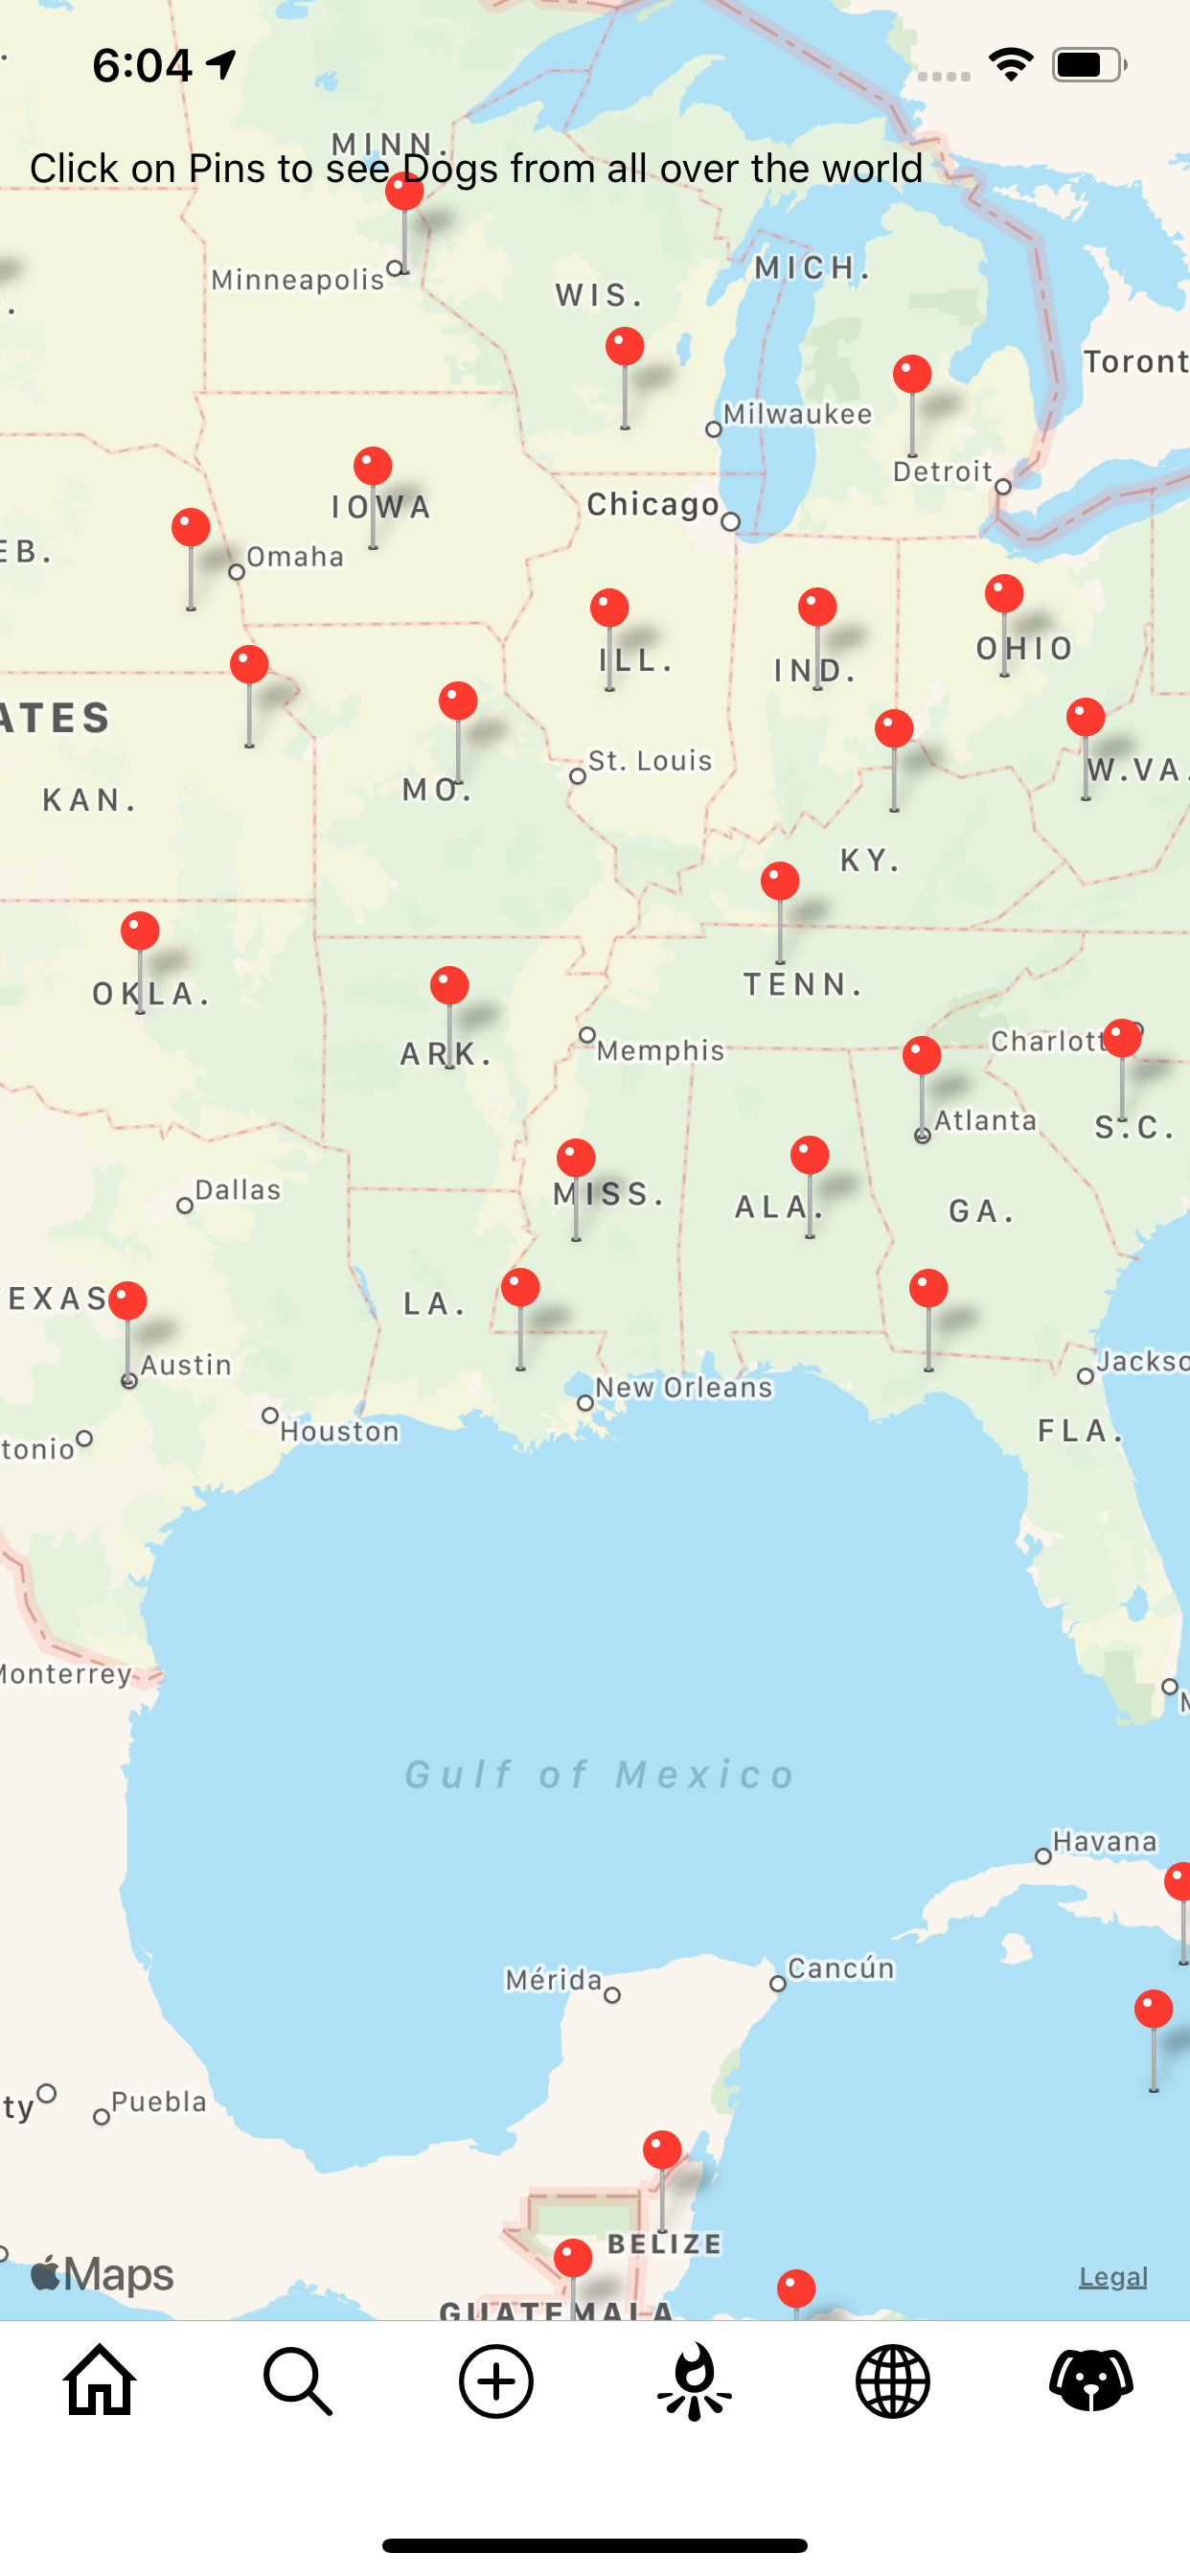 6:04
MINN.
Click on Pins to see Dogs from all over the world
MICH.
Minneapolis
WIS.
Toront
Milwaukee
Detroit
Chicago
IOWA
EB.
Omaha
OHIO
ILL.
IND.
ATES
St. Louis
W.VA.
MO.
KAN.
KY.
TENN.
OKLA.
Charlott
Memphis
ARK.
Atlanta
S.C.
Dallas
MISS.
ALA.
GA.
EXAS
LA.
Austin
Jackso
New Orleans
Houston
FLA.
tonio
Monterrey
M
Gulf of Mexico
Havana
Cancún
Mérida
Puebla
ty
BELIZE
Maps
Legal
GUATEMALA